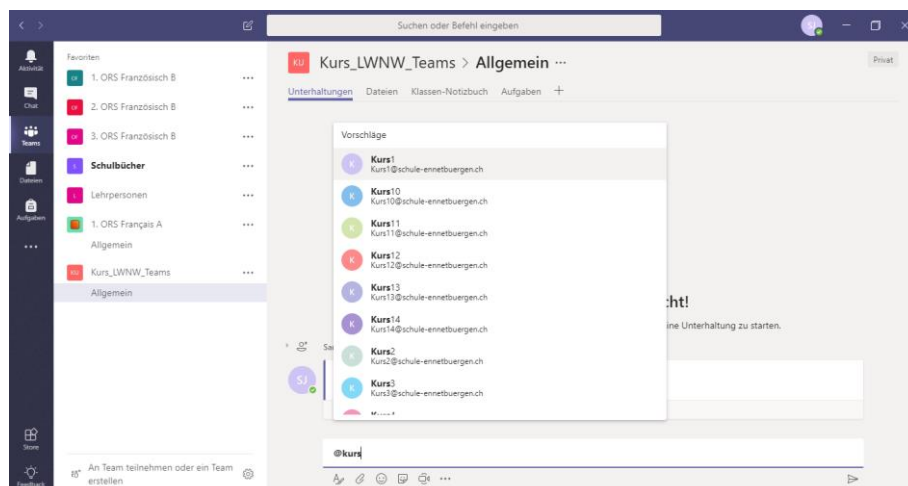 Suchen oder Befehl eingeben
SJ
Aktivität
Chat
Teams
Dateien
Aufgaben
Store
Feedback
Favoriten
1. ORS Französisch B
2. ORS Französisch B
3. ORS Französisch B
Schulbücher
Lehrpersonen
1. ORS Français A
Allgemein
KU Kurs_LWNW_Teams
Allgemein
An Team teilnehmen oder ein Team
erstellen
KU Kurs_LWNW_Teams > Allgemein
Privat
Unterhaltungen Dateien Klassen-Notizbuch Aufgaben
Vorschläge
K Kurs1
Kurs1@schule-ennetbuergen.ch
K Kurs10
Kurs10@schule-ennetbuergen.ch
K Kurs11
Kurs11@schule-ennetbuergen.ch
K Kurs12
Kurs12@schule-ennetbuergen.ch
K Kurs13
Kurs13@schule-ennetbuergen.ch
K Kurs14
Kurs14@schule-ennetbuergen.ch
K Kurs2
Kurs2@schule-ennetbuergen.ch
K Kurs3
Kurs3@schule-ennetbuergen.ch
cht!
ine Unterhaltung zu starten.
SJ
@kurs